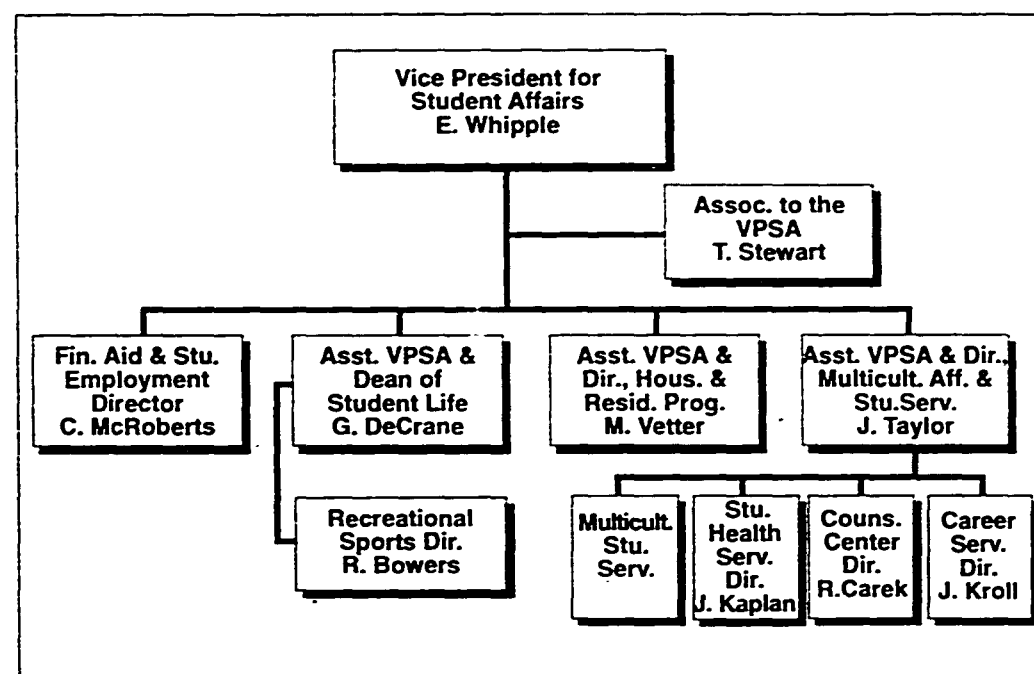 Vice President for
Student Affairs
E. Whipple
Assoc. to the
VPSA
T. Stewart
Fin. Aid & Stu.
Employment
Director
C. McRoberts
Asst. VPSA &
Dean of
Student Life
G. DeCrane
Asst. VPSA &
Dir., Hous. &
Resid. Prog.
M. Vetter
Asst. VPSA & Dir.,
Multicult. Aff. &
Stu.Serv.
J. Taylor
Recreational
Sports Dir.
R. Bowers
Multicult.
Stu.
Serv.
Stu.
Health
Serv.
Dir.
J. Kaplan
Couns.
Center
Dir.
R.Carek
Career
Serv.
Dir.
J. Kroll